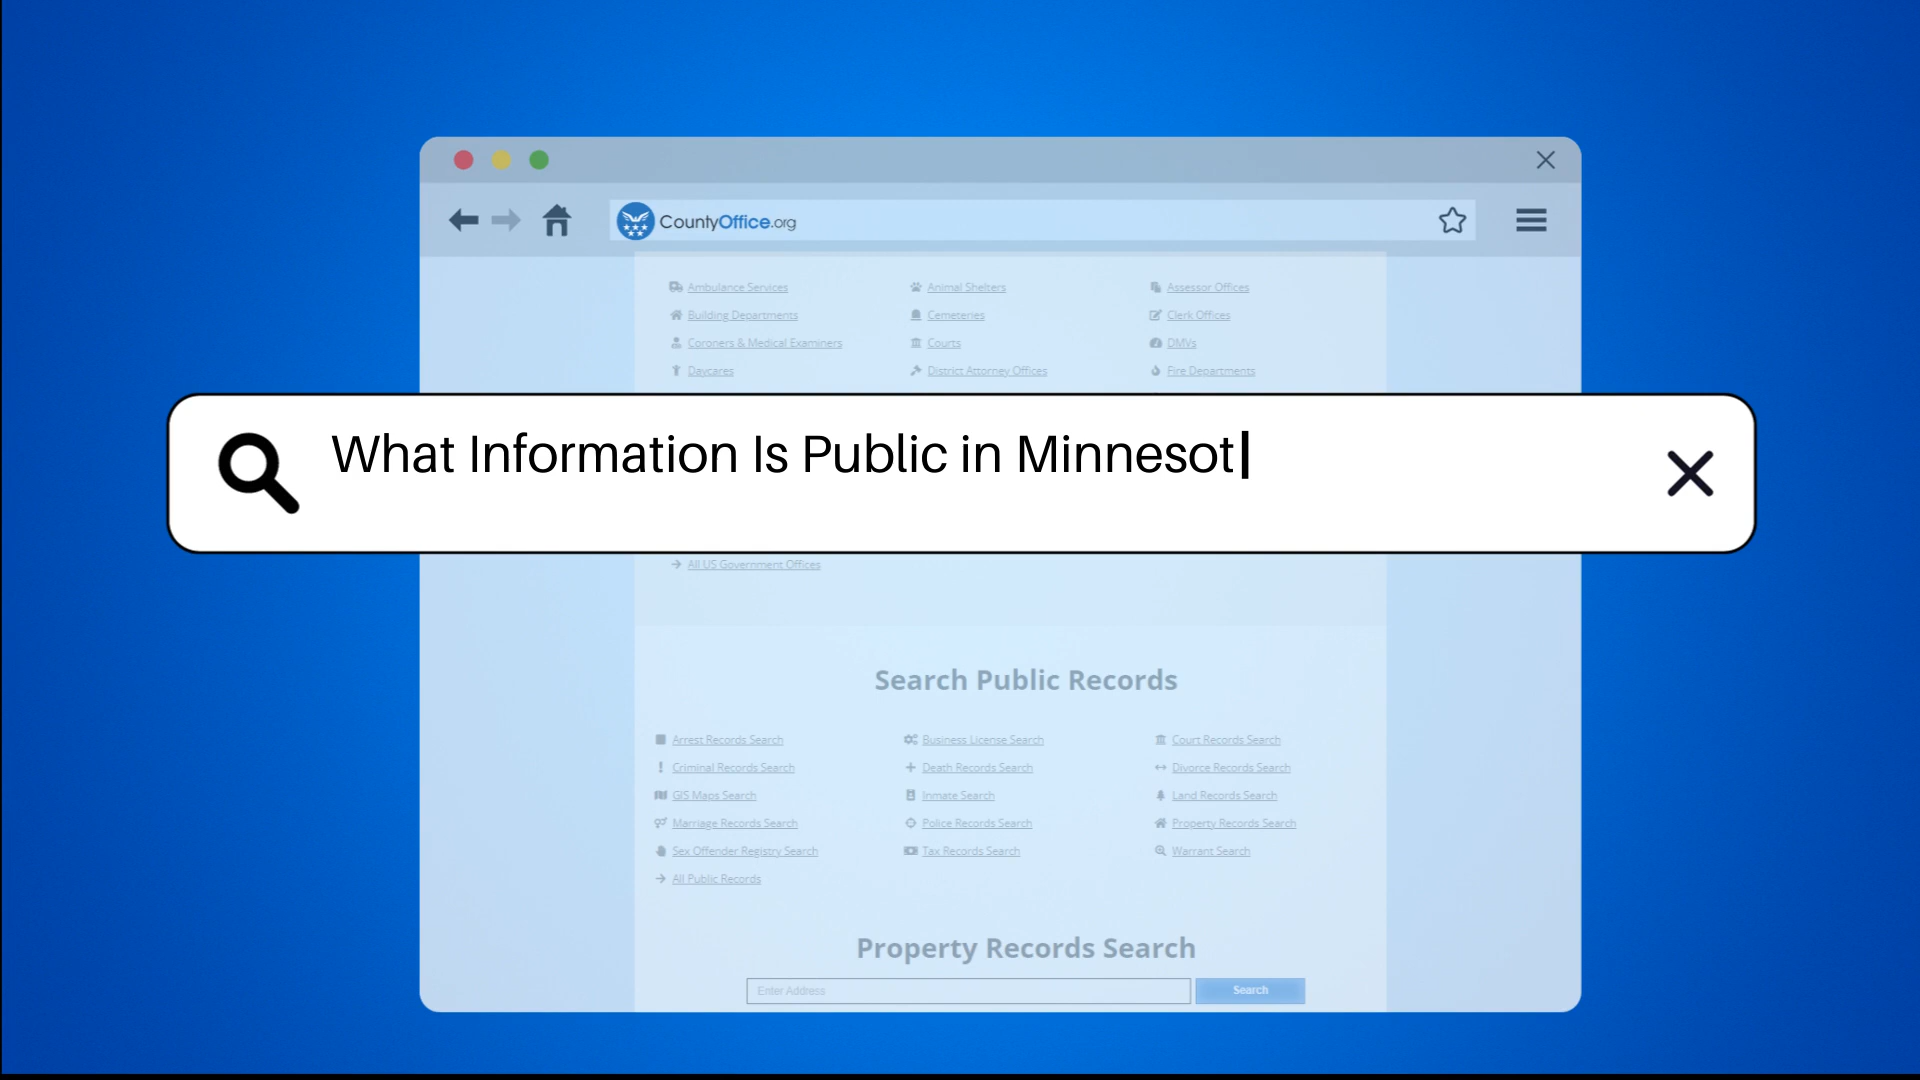 CountyOffice.org
Ambulance Services Animal Shelters Assessor Offices
Building Departments Cemeteries Clerk Offices
Coroners & Medical Examiners Courts DMVs
Daycares District Attorney Offices Fire Departments
What Information Is Public in Minnesot
All US Government Offices
Search Public Records
Arrest Records Search Business License Search Court Records Search
Criminal Records Search Death Records Search Divorce Records Search
GIS Maps Search Inmate Search Land Records Search
Marriage Records Search Police Records Search Property Records Search
Sex Offender Registry Search Tax Records Search Warrant Search
All Public Records
Property Records Search
Enter Address Search